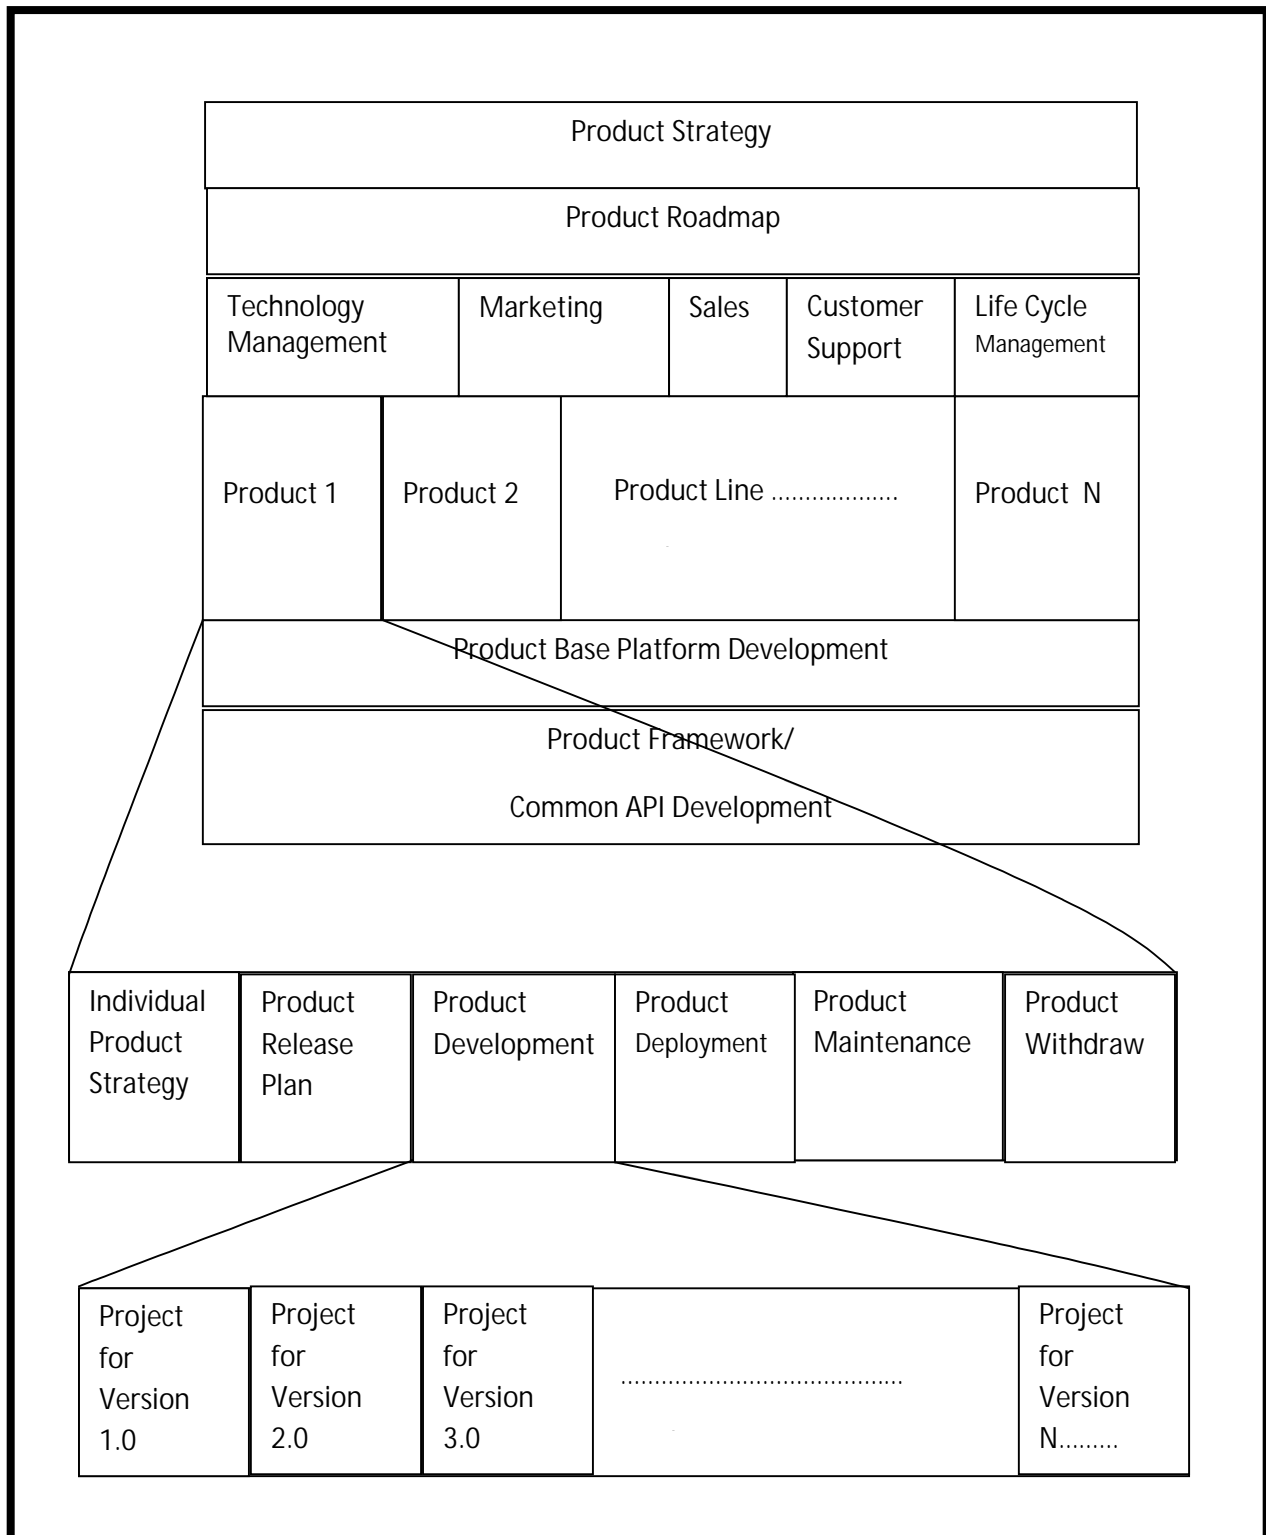 Product Strategy
Product Roadmap
Technology
Management
Marketing
Sales
Customer
Support
Life Cycle
Management
Product 1
Product 2
Product Line ...................
Product N
Product Base Platform Development
Product Framework/
Common API Development
Individual
Product
Strategy
Product
Release
Plan
Product
Development
Product
Deployment
Product
Maintenance
Product
Withdraw
Project
for
Version
1.0
Project
for
Version
2.0
Project
for
Version
3.0
..........................................
Project
for
Version
N.........